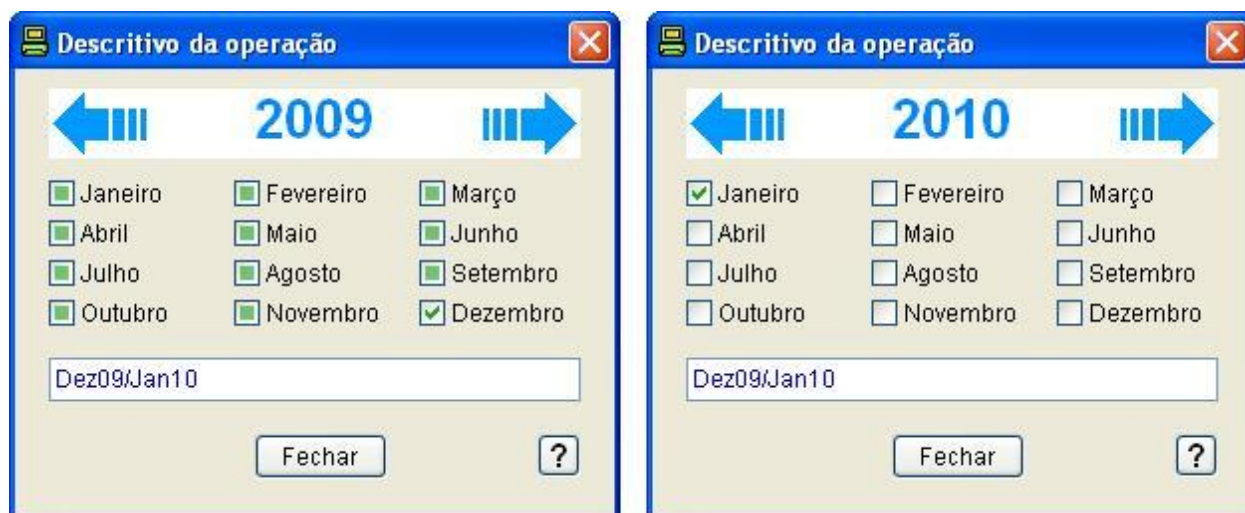 Descritivo da operação
2009
Janeiro Fevereiro Março
Abril Maio Junho
Julho Agosto Setembro
Outubro Novembro Dezembro
Dez09/Jan10
Fechar ?
Descritivo da operação
2010
Janeiro Fevereiro Março
Abril Maio Junho
Julho Agosto Setembro
Outubro Novembro Dezembro
Dez09/Jan10
Fechar ?